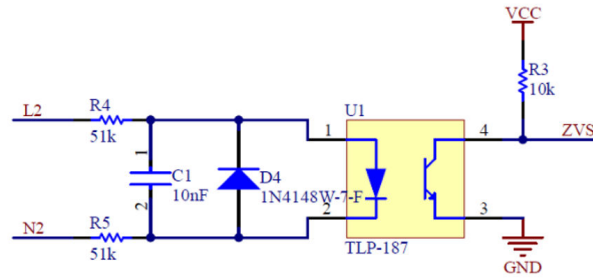 VCC
R3
10k
L2
R4
51k
U1
1
4
ZVS
1
C1
10nF
2
D4
1N4148W-7-F
2
3
N2
R5
51k
TLP-187
GND